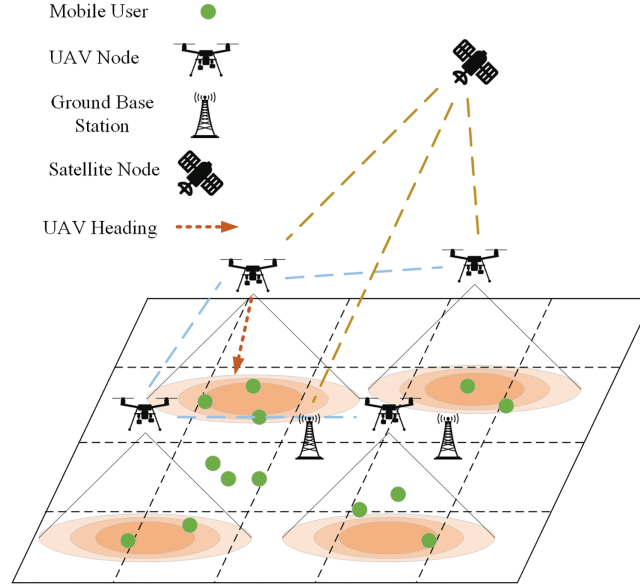 Mobile User
UAV Node
Ground Base
Station
Satellite Node
UAV Heading